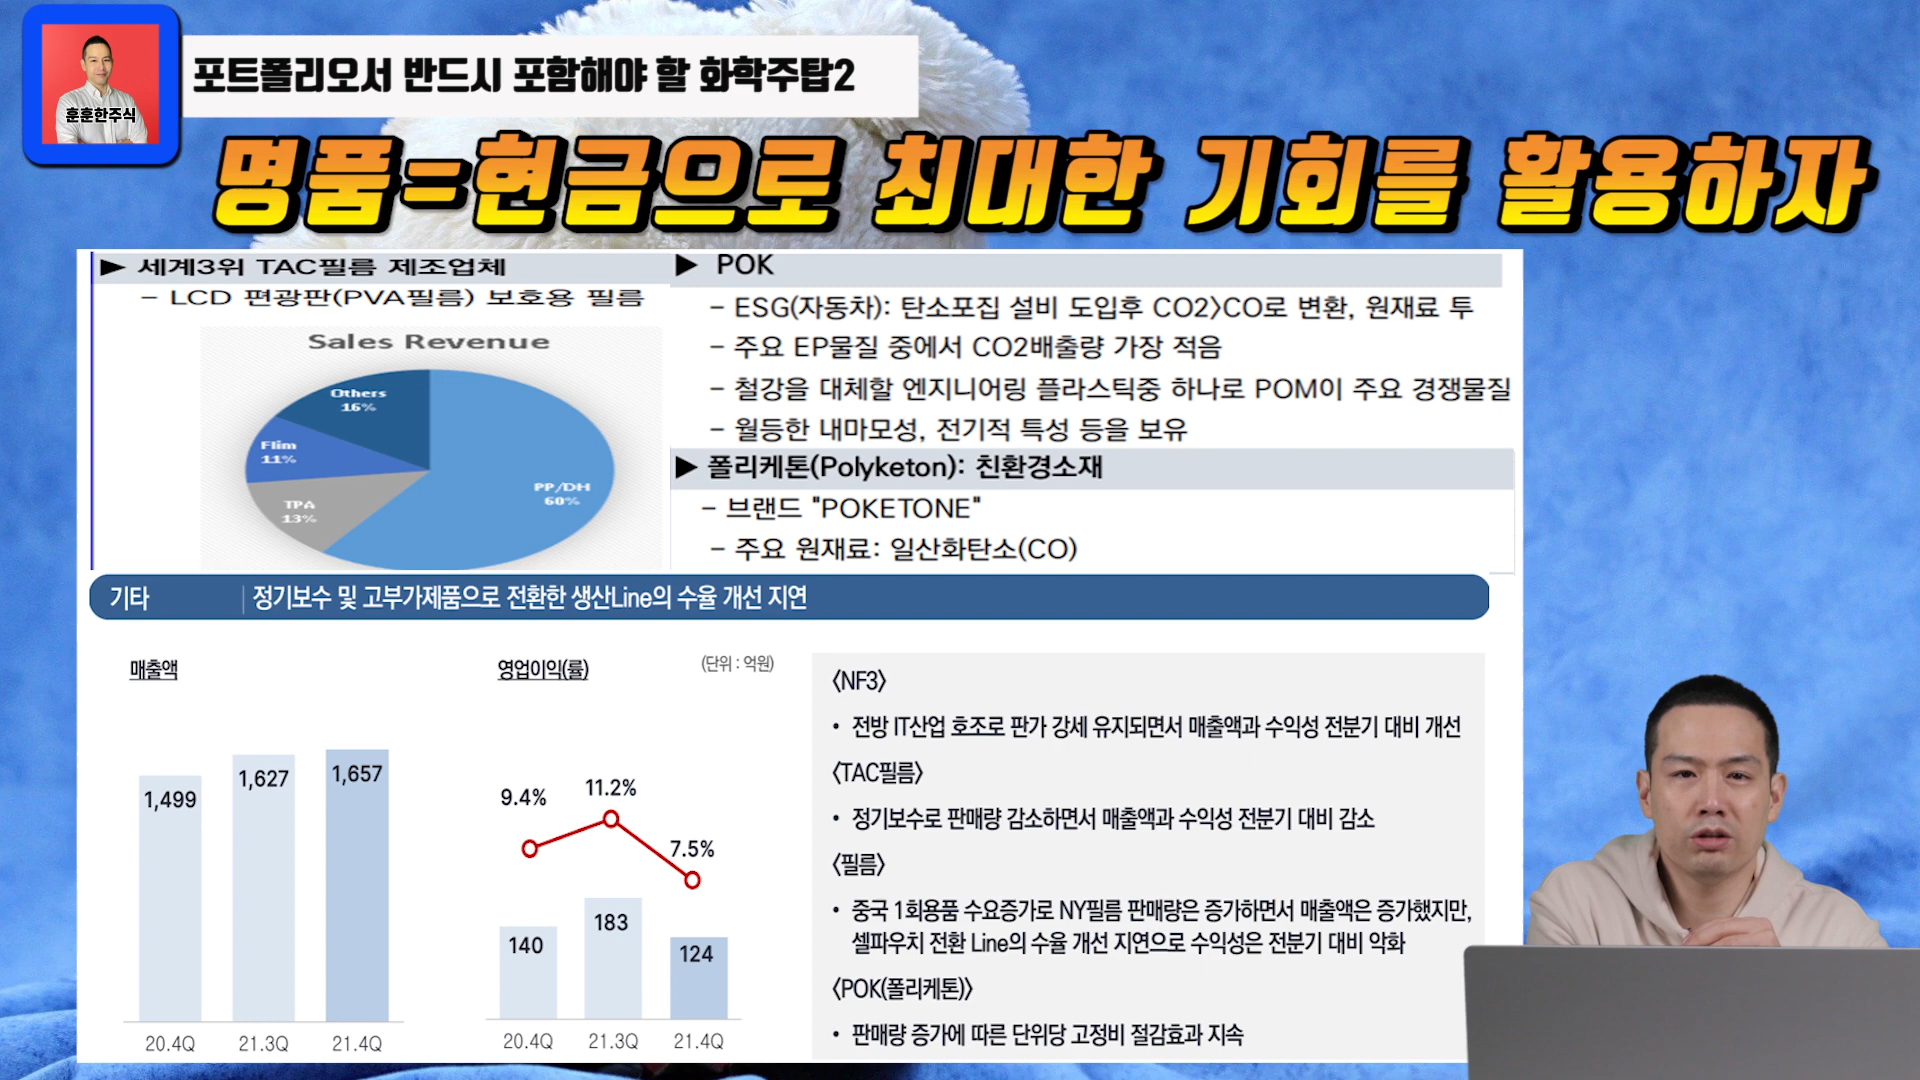 훈훈한주식
포트폴리오서 반드시 포함해야 할 화학주탑2
명품=현금으로 최대한 기회를 활용하자
▶ 세계3위 TAC필름 제조업체
- LCD 편광판(PVA필름) 보호용 필름
Sales Revenue
Others
16%
Flim
11%
TPA
13%
PP/DH
60%
▶ POK
- ESG(자동차): 탄소포집 설비 도입후 CO2>CO로 변환, 원재료 투
- 주요 EP물질 중에서 CO2배출량 가장 적음
- 철강을 대체할 엔지니어링 플라스틱중 하나로 POM이 주요 경쟁물질
- 월등한 내마모성, 전기적 특성 등을 보유
▶ 폴리케톤(Polyketon): 친환경소재
- 브랜드 "POKETONE"
- 주요 원재료: 일산화탄소(CO)
기타 | 정기보수 및 고부가제품으로 전환한 생산Line의 수율 개선 지연
매출액
1,499
1,627
1,657
20.4Q 21.3Q 21.4Q
영업이익(률)
(단위 : 억원)
9.4%
11.2%
7.5%
140
183
124
20.4Q 21.3Q 21.4Q
<NF3>
• 전방 IT산업 호조로 판가 강세 유지되면서 매출액과 수익성 전분기 대비 개선
<TAC필름>
• 정기보수로 판매량 감소하면서 매출액과 수익성 전분기 대비 감소
<필름>
• 중국 1회용품 수요증가로 NY필름 판매량은 증가하면서 매출액은 증가했지만,
셀파우치 전환 Line의 수율 개선 지연으로 수익성은 전분기 대비 악화
<POK(폴리케톤)>
• 판매량 증가에 따른 단위당 고정비 절감효과 지속